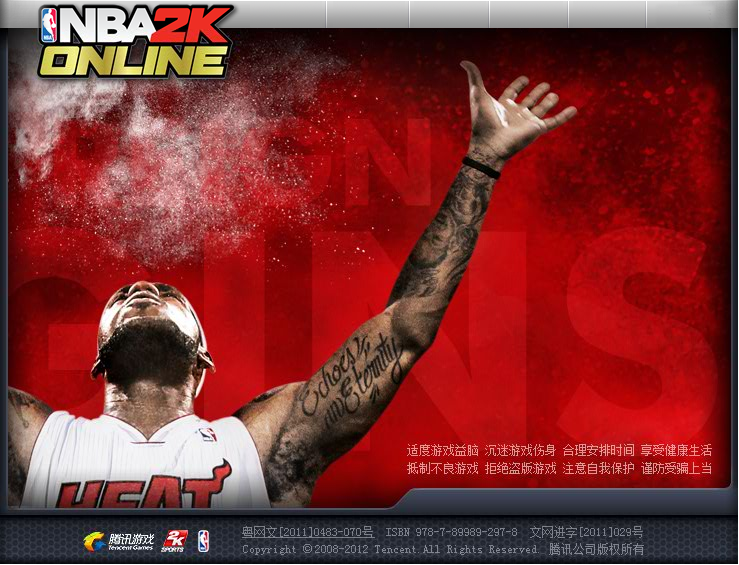 NBA2K
ONLINE
EIGN
GINS
Echoes in
Eternity
HEAT
适度游戏益脑 沉迷游戏伤身 合理安排时间 享受健康生活
抵制不良游戏 拒绝盗版游戏 注意自我保护 谨防受骗上当
腾讯游戏
Tencent Games
2K
SPORTS
NBA
粤网文[2011]0483-070号 ISBN 978-7-89989-297-8 文网进字[2011]029号
Copyright ©2008-2012 Tencent.All Rights Reserved. 腾讯公司版权所有